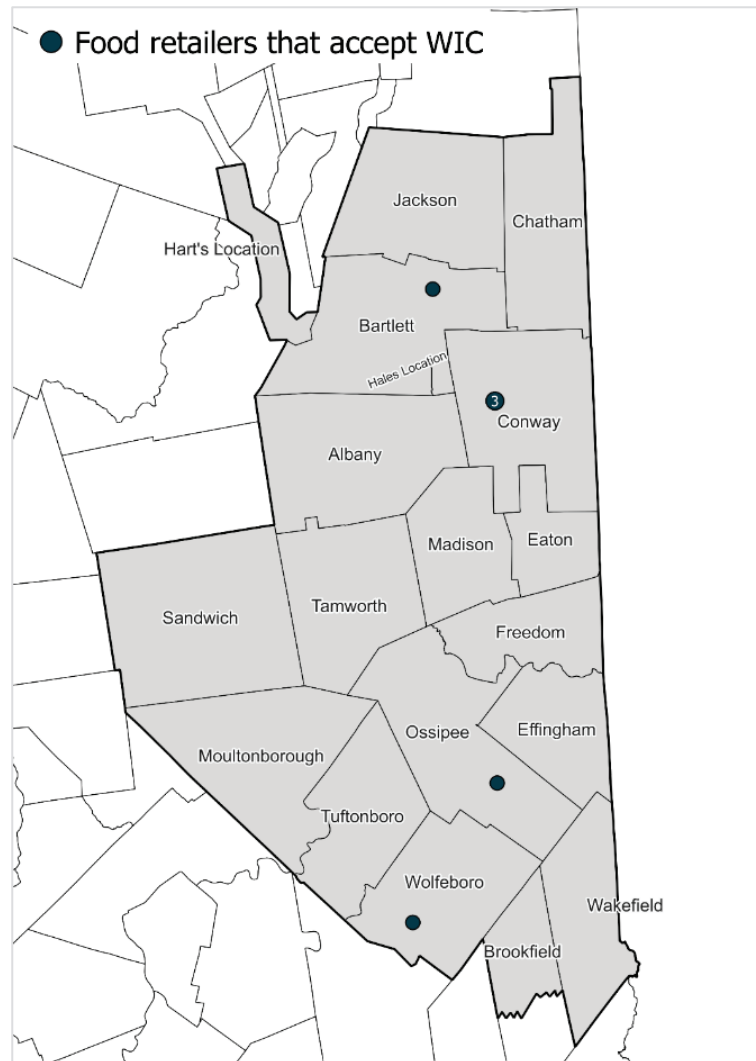 Food retailers that accept WIC
Jackson
Chatham
Hart's Location
Bartlett
Hales Location
3
Conway
Albany
Madison
Eaton
Sandwich
Tamworth
Freedom
Ossipee
Effingham
Moultonborough
Tuftonboro
Wolfeboro
Wakefield
Brookfield